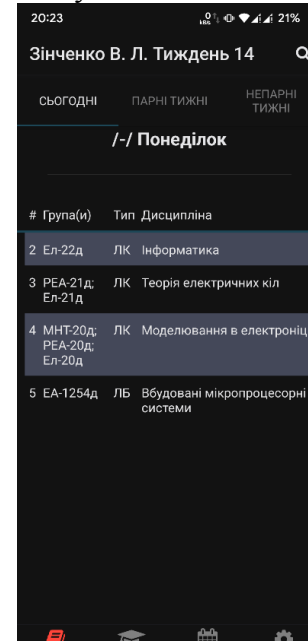 20:23
0 kB/s 21%
Зінченко В. Л. Тиждень 14
СЬОГОДНІ ПАРНІ ТИЖНІ НЕПАРНІ ТИЖНІ
/-/ Понеділок
# Група(и) Тип Дисципліна
2 Ел-22д ЛК Інформатика
3 РЕА-21д; ЛК Теорія електричних кіл
Ел-21д
4 МНТ-20д; ЛК Моделювання в електроніц
РЕА-20д;
Ел-20д
5 ЕА-1254д ЛБ Вбудовані мікропроцесорні
системи